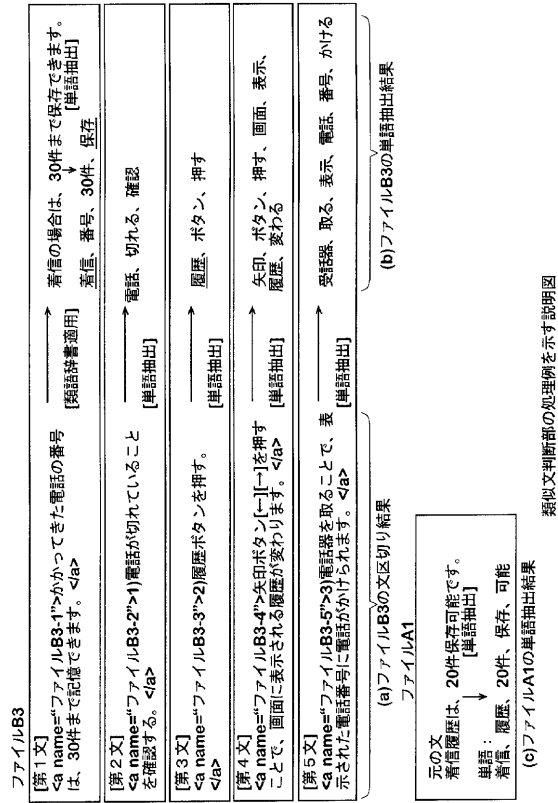 ファイルB3
[第1文]
<a name="ファイルB3-1">かかってきた電話の番号
は、30件まで記憶できます。</a>
[類語辞書適用]
着信の場合は、30件まで保存できます。
[単語抽出]
着信、番号、30件、保存
[第2文]
<a name="ファイルB3-2">1)電話が切れていること
を確認する。</a>
[単語抽出]
電話、切れる、確認
[第3文]
<a name="ファイルB3-3">2)履歴ボタンを押す。
</a>
[単語抽出]
履歴、ボタン、押す
[第4文]
<a name="ファイルB3-4">矢印ボタン[←][→]を押す
ことで、画面に表示される履歴が変わります。</a>
[単語抽出]
矢印、ボタン、押す、画面、表示、
履歴、変わる
[第5文]
<a name="ファイルB3-5">3)電話器を取ることで、表
示された電話番号に電話がかけられます。</a>
[単語抽出]
受話器、取る、表示、電話、番号、かける
(a)ファイルB3の文区切り結果
(b)ファイルB3の単語抽出結果
ファイルA1
元の文
着信履歴は、20件保存可能です。
[単語抽出]
単語：
着信、履歴、20件、保存、可能
(c)ファイルA1の単語抽出結果
類似文判断部の処理例を示す説明図